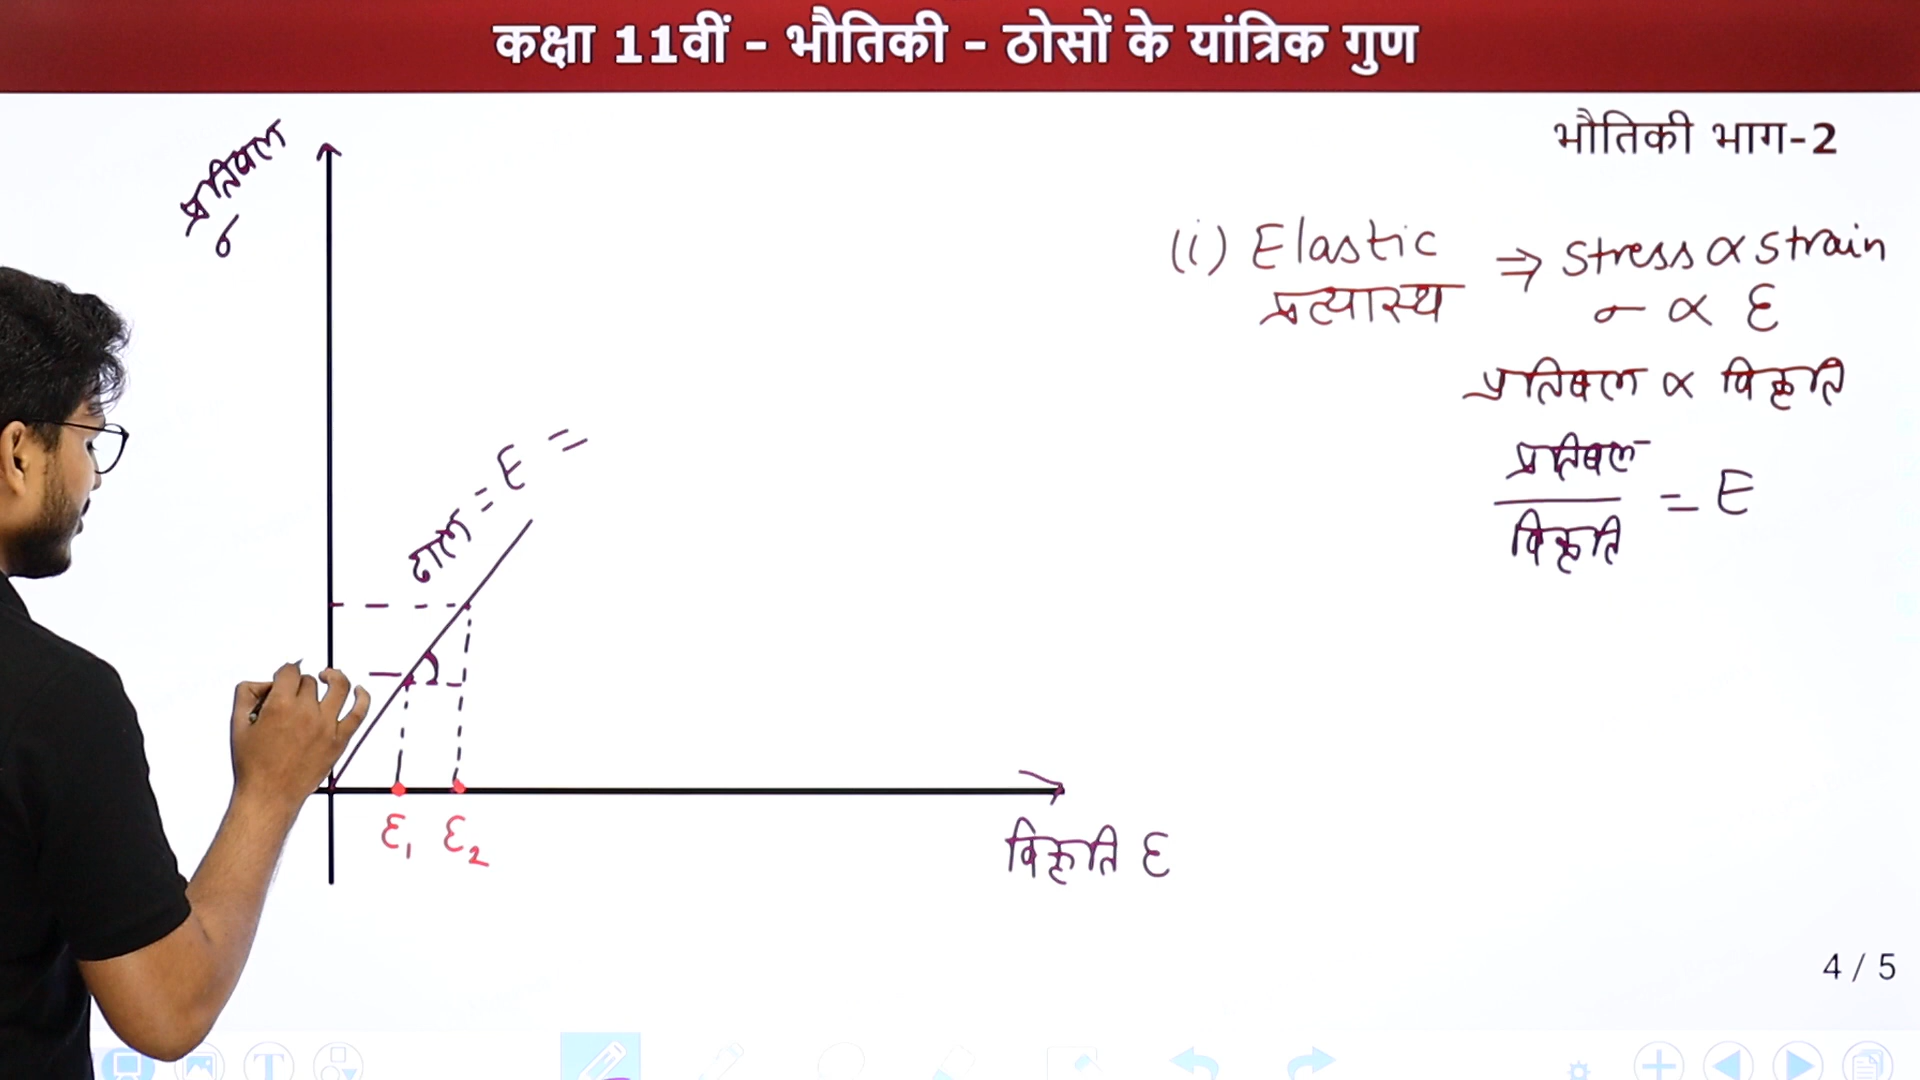 कक्षा 11वीं - भौतिकी - ठोसों के यांत्रिक गुण
भौतिकी भाग-2
प्रतिबल
σ
(i) Elastic ⇒ Stress ∝ Strain
प्रत्यास्थ σ ∝ ε
प्रतिबल ∝ विकृति
प्रतिबल
विकृति
= E
ढाल = E =
ε₁ ε₂
विकृति ε
4 / 5
T